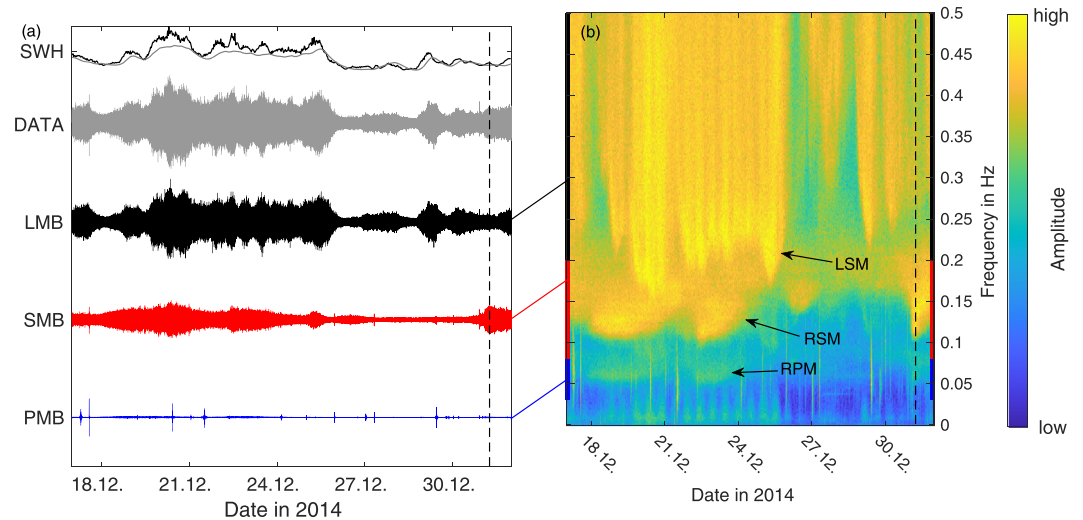 (a)
SWH
DATA
LMB
SMB
PMB
18.12.
21.12.
24.12.
27.12.
30.12.
Date in 2014
(b)
LSM
RSM
RPM
0.5
0.45
0.4
0.35
0.3
0.25
0.2
0.15
0.1
0.05
0
Frequency in Hz
18.12.
21.12.
24.12.
27.12.
30.12.
Date in 2014
high
Amplitude
low